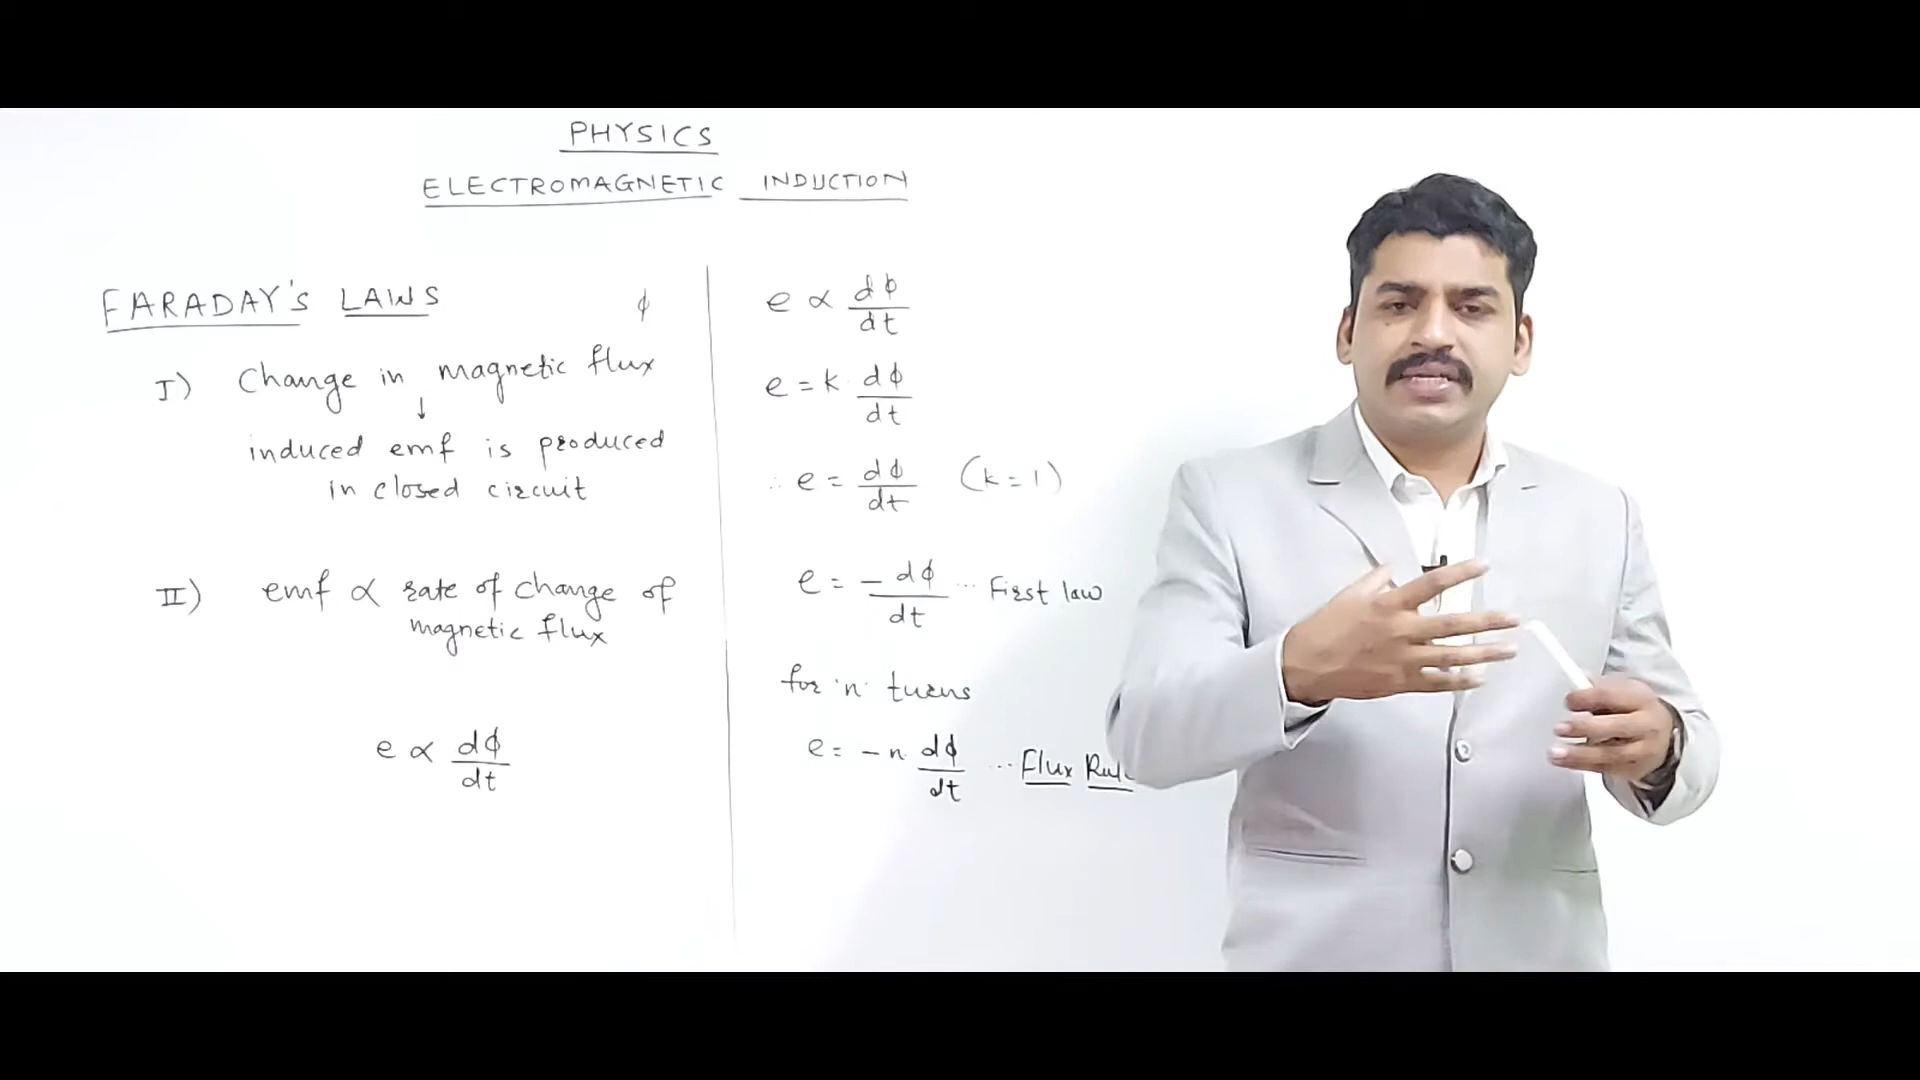 PHYSICS
ELECTROMAGNETIC INDUCTION
FARADAY'S LAWS ϕ
I) Change in magnetic flux
↓
induced emf is produced
in closed circuit
II) emf ∝ rate of change of
magnetic flux
e ∝ dϕ/dt
e ∝ dϕ/dt
e = k dϕ/dt
∴ e = dϕ/dt (k = 1)
e = - dϕ/dt ... First law
for 'n' turns
e = - n dϕ/dt ... Flux